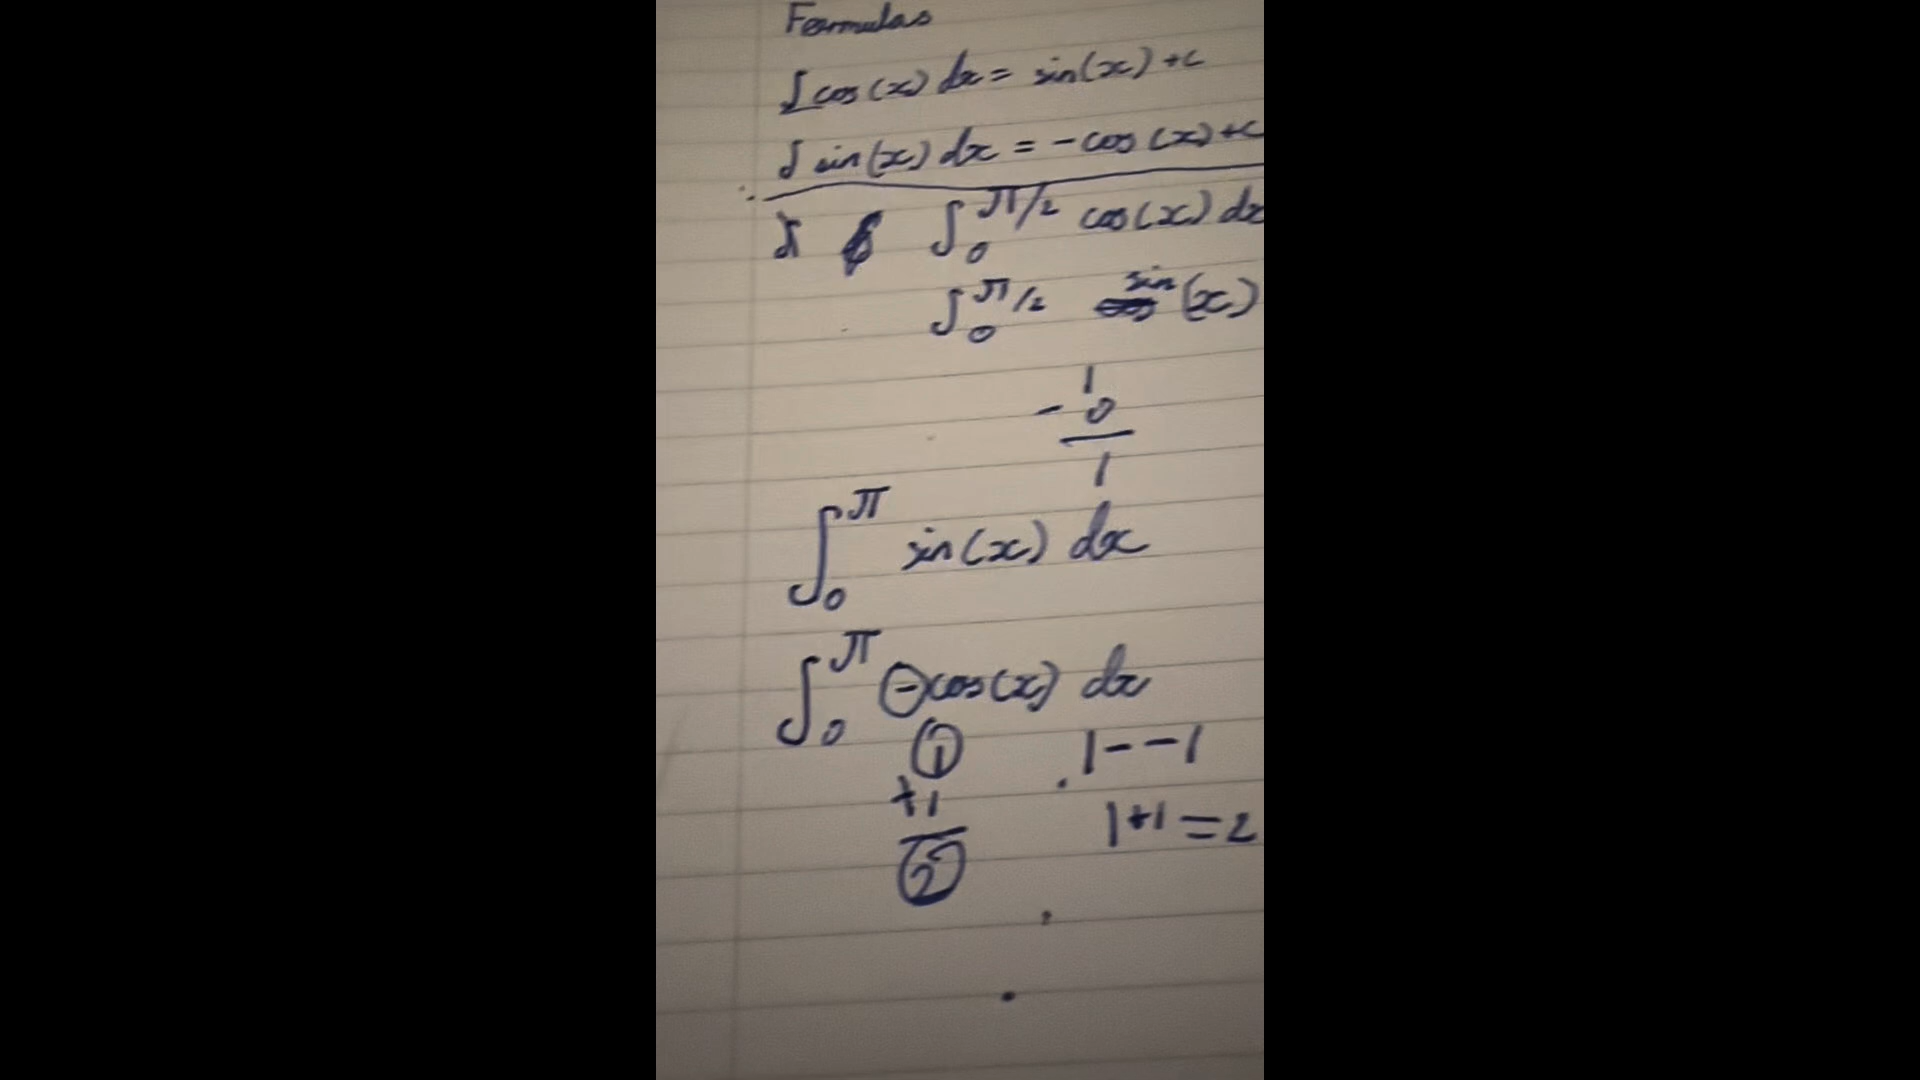 Formulas
∫cos(x) dx = sin(x) + c
∫sin(x) dx = -cos(x) + c
∫ ∫₀^π/2 cos(x) dx
∫₀^π/2 sin(x)
1
- 0
1
∫₀^π sin(x) dx
∫₀^π -cos(x) dx
1 1 - -1
+1 1+1=2
2